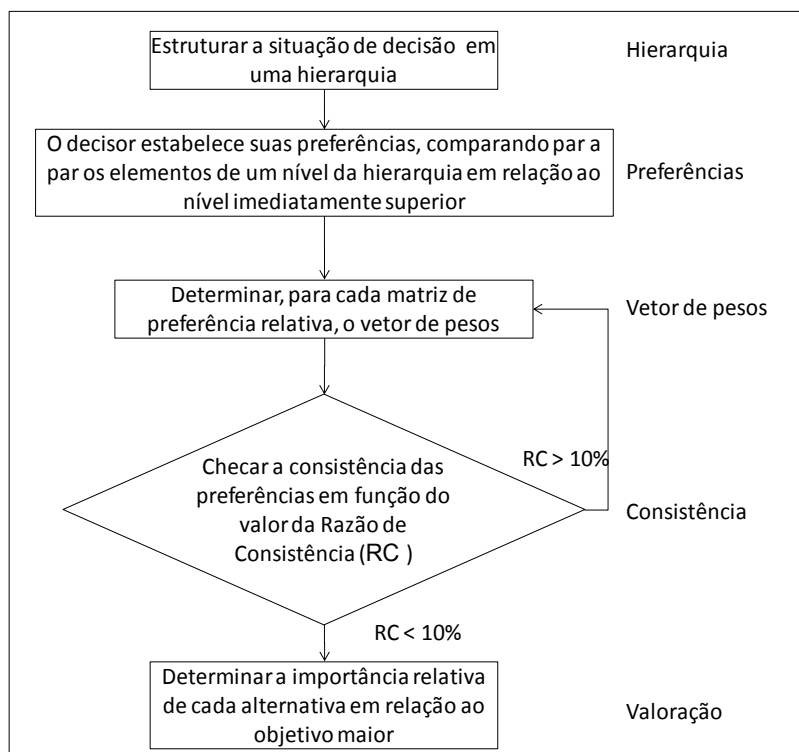 Estruturar a situação de decisão em
uma hierarquia
Hierarquia
O decisor estabelece suas preferências, comparando par a
par os elementos de um nível da hierarquia em relação ao
nível imediatamente superior
Preferências
Determinar, para cada matriz de
preferência relativa, o vetor de pesos
Vetor de pesos
Checar a consistência das
preferências em função do
valor da Razão de
Consistência (RC )
RC > 10%
Consistência
RC < 10%
Determinar a importância relativa
de cada alternativa em relação ao
objetivo maior
Valoração